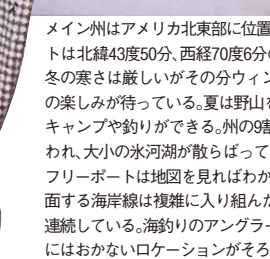 メイン州はアメリカ北東部に位置
トは北緯43度50分、西経70度6分の
冬の寒さは厳しいがその分ウィン
の楽しみが待っている。夏は野山を
キャンプや釣りができる。州の9割
われ、大小の氷河湖が散らばって
フリーポートは地図を見ればわか
面する海岸線は複雑に入り組んだ
連続している。海釣りのアングラー
にはおかないロケーションがそろ